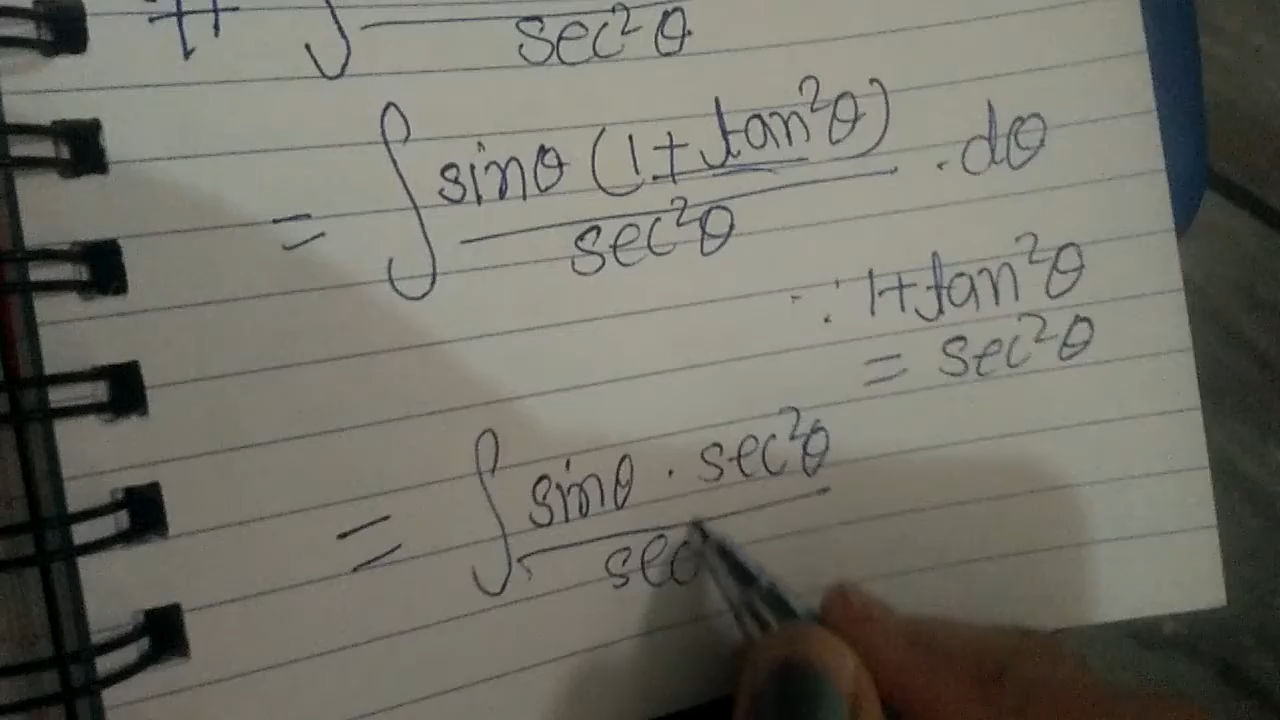 ∫ / sec²θ
= ∫ sinθ (1 + tan²θ) / sec²θ . dθ
∵ 1 + tan²θ
= sec²θ
= ∫ sinθ · sec²θ / sec